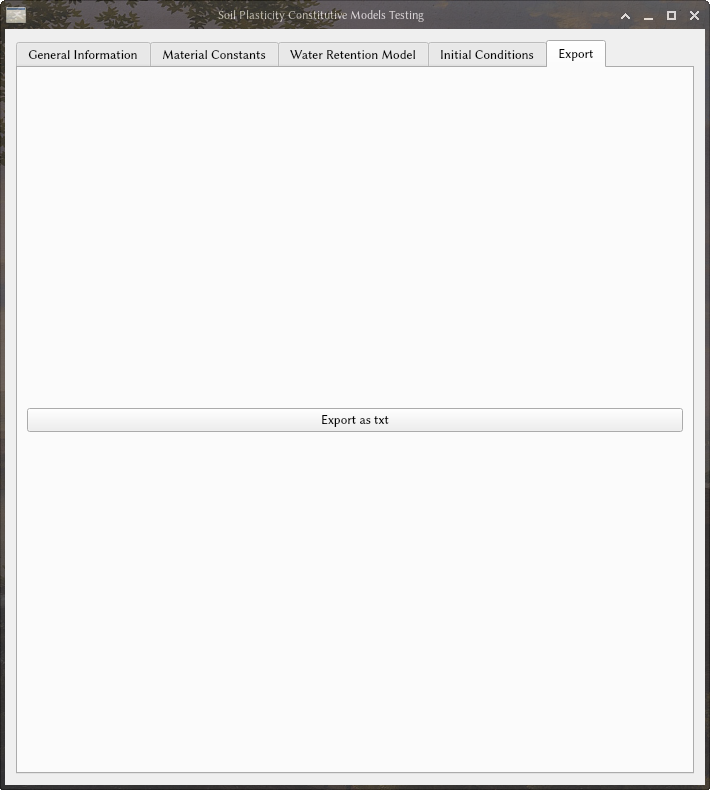 Soil Plasticity Constitutive Models Testing
General Information
Material Constants
Water Retention Model
Initial Conditions
Export
Export as txt